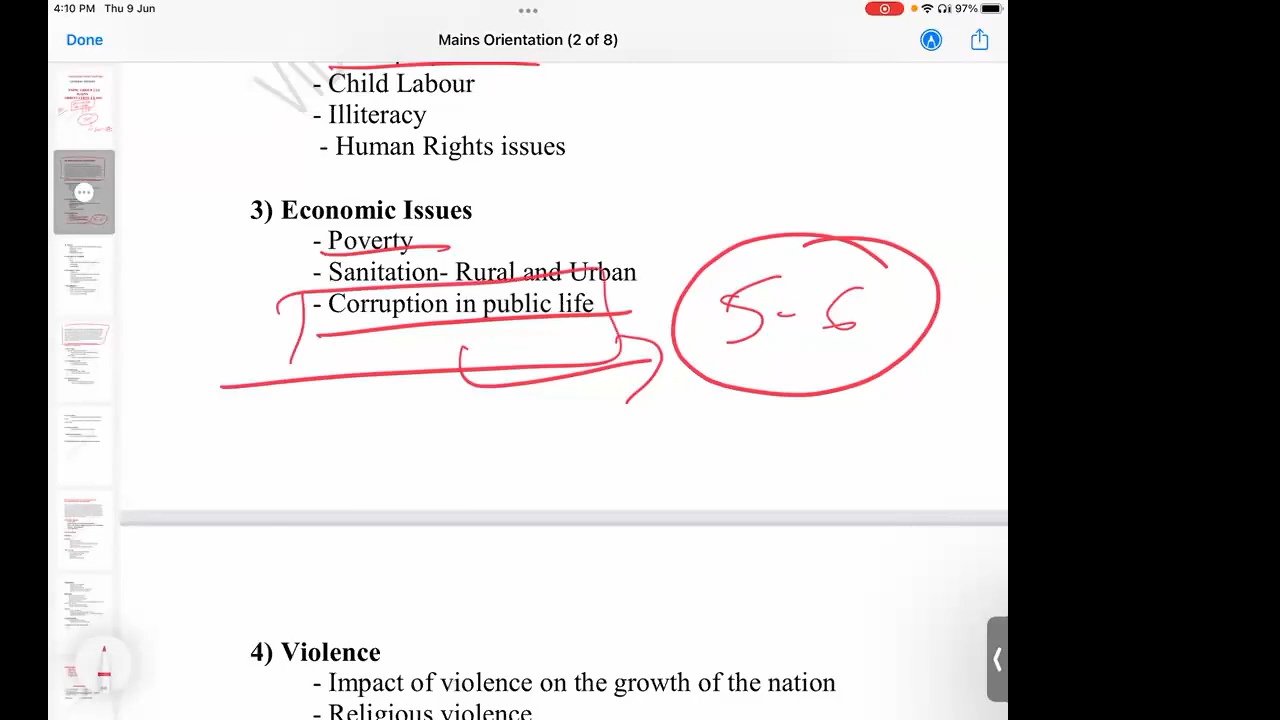 4:10 PM Thu 9 Jun
97%
Done
Mains Orientation (2 of 8)
- Child Labour
- Illiteracy
- Human Rights issues
3) Economic Issues
- Poverty
- Sanitation- Rural and Urban
- Corruption in public life
5-6
4) Violence
- Impact of violence on the growth of the nation
- Religious violence